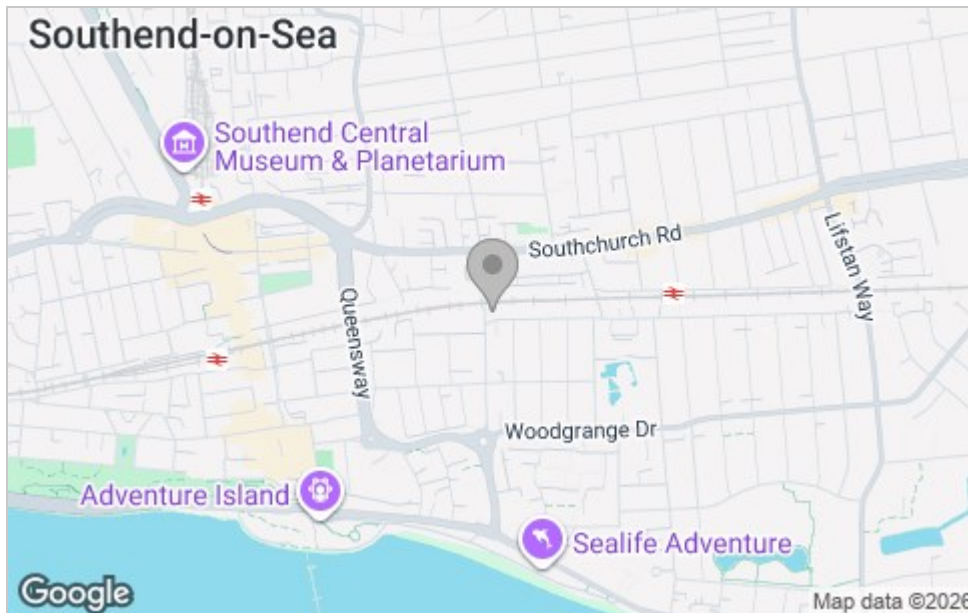 Southend-on-Sea
Southend Central
Museum & Planetarium
Southchurch Rd
Lifstan Way
Queensway
Woodgrange Dr
Adventure Island
Sealife Adventure
Google
Map data ©2026